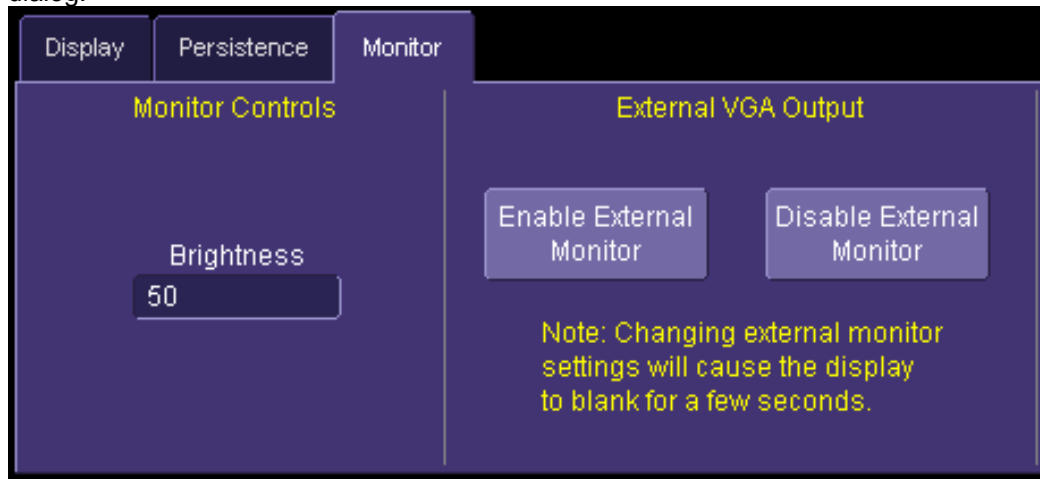 dialog.
Display Persistence Monitor
Monitor Controls
External VGA Output
Brightness
50
Enable External
Monitor
Disable External
Monitor
Note: Changing external monitor
settings will cause the display
to blank for a few seconds.